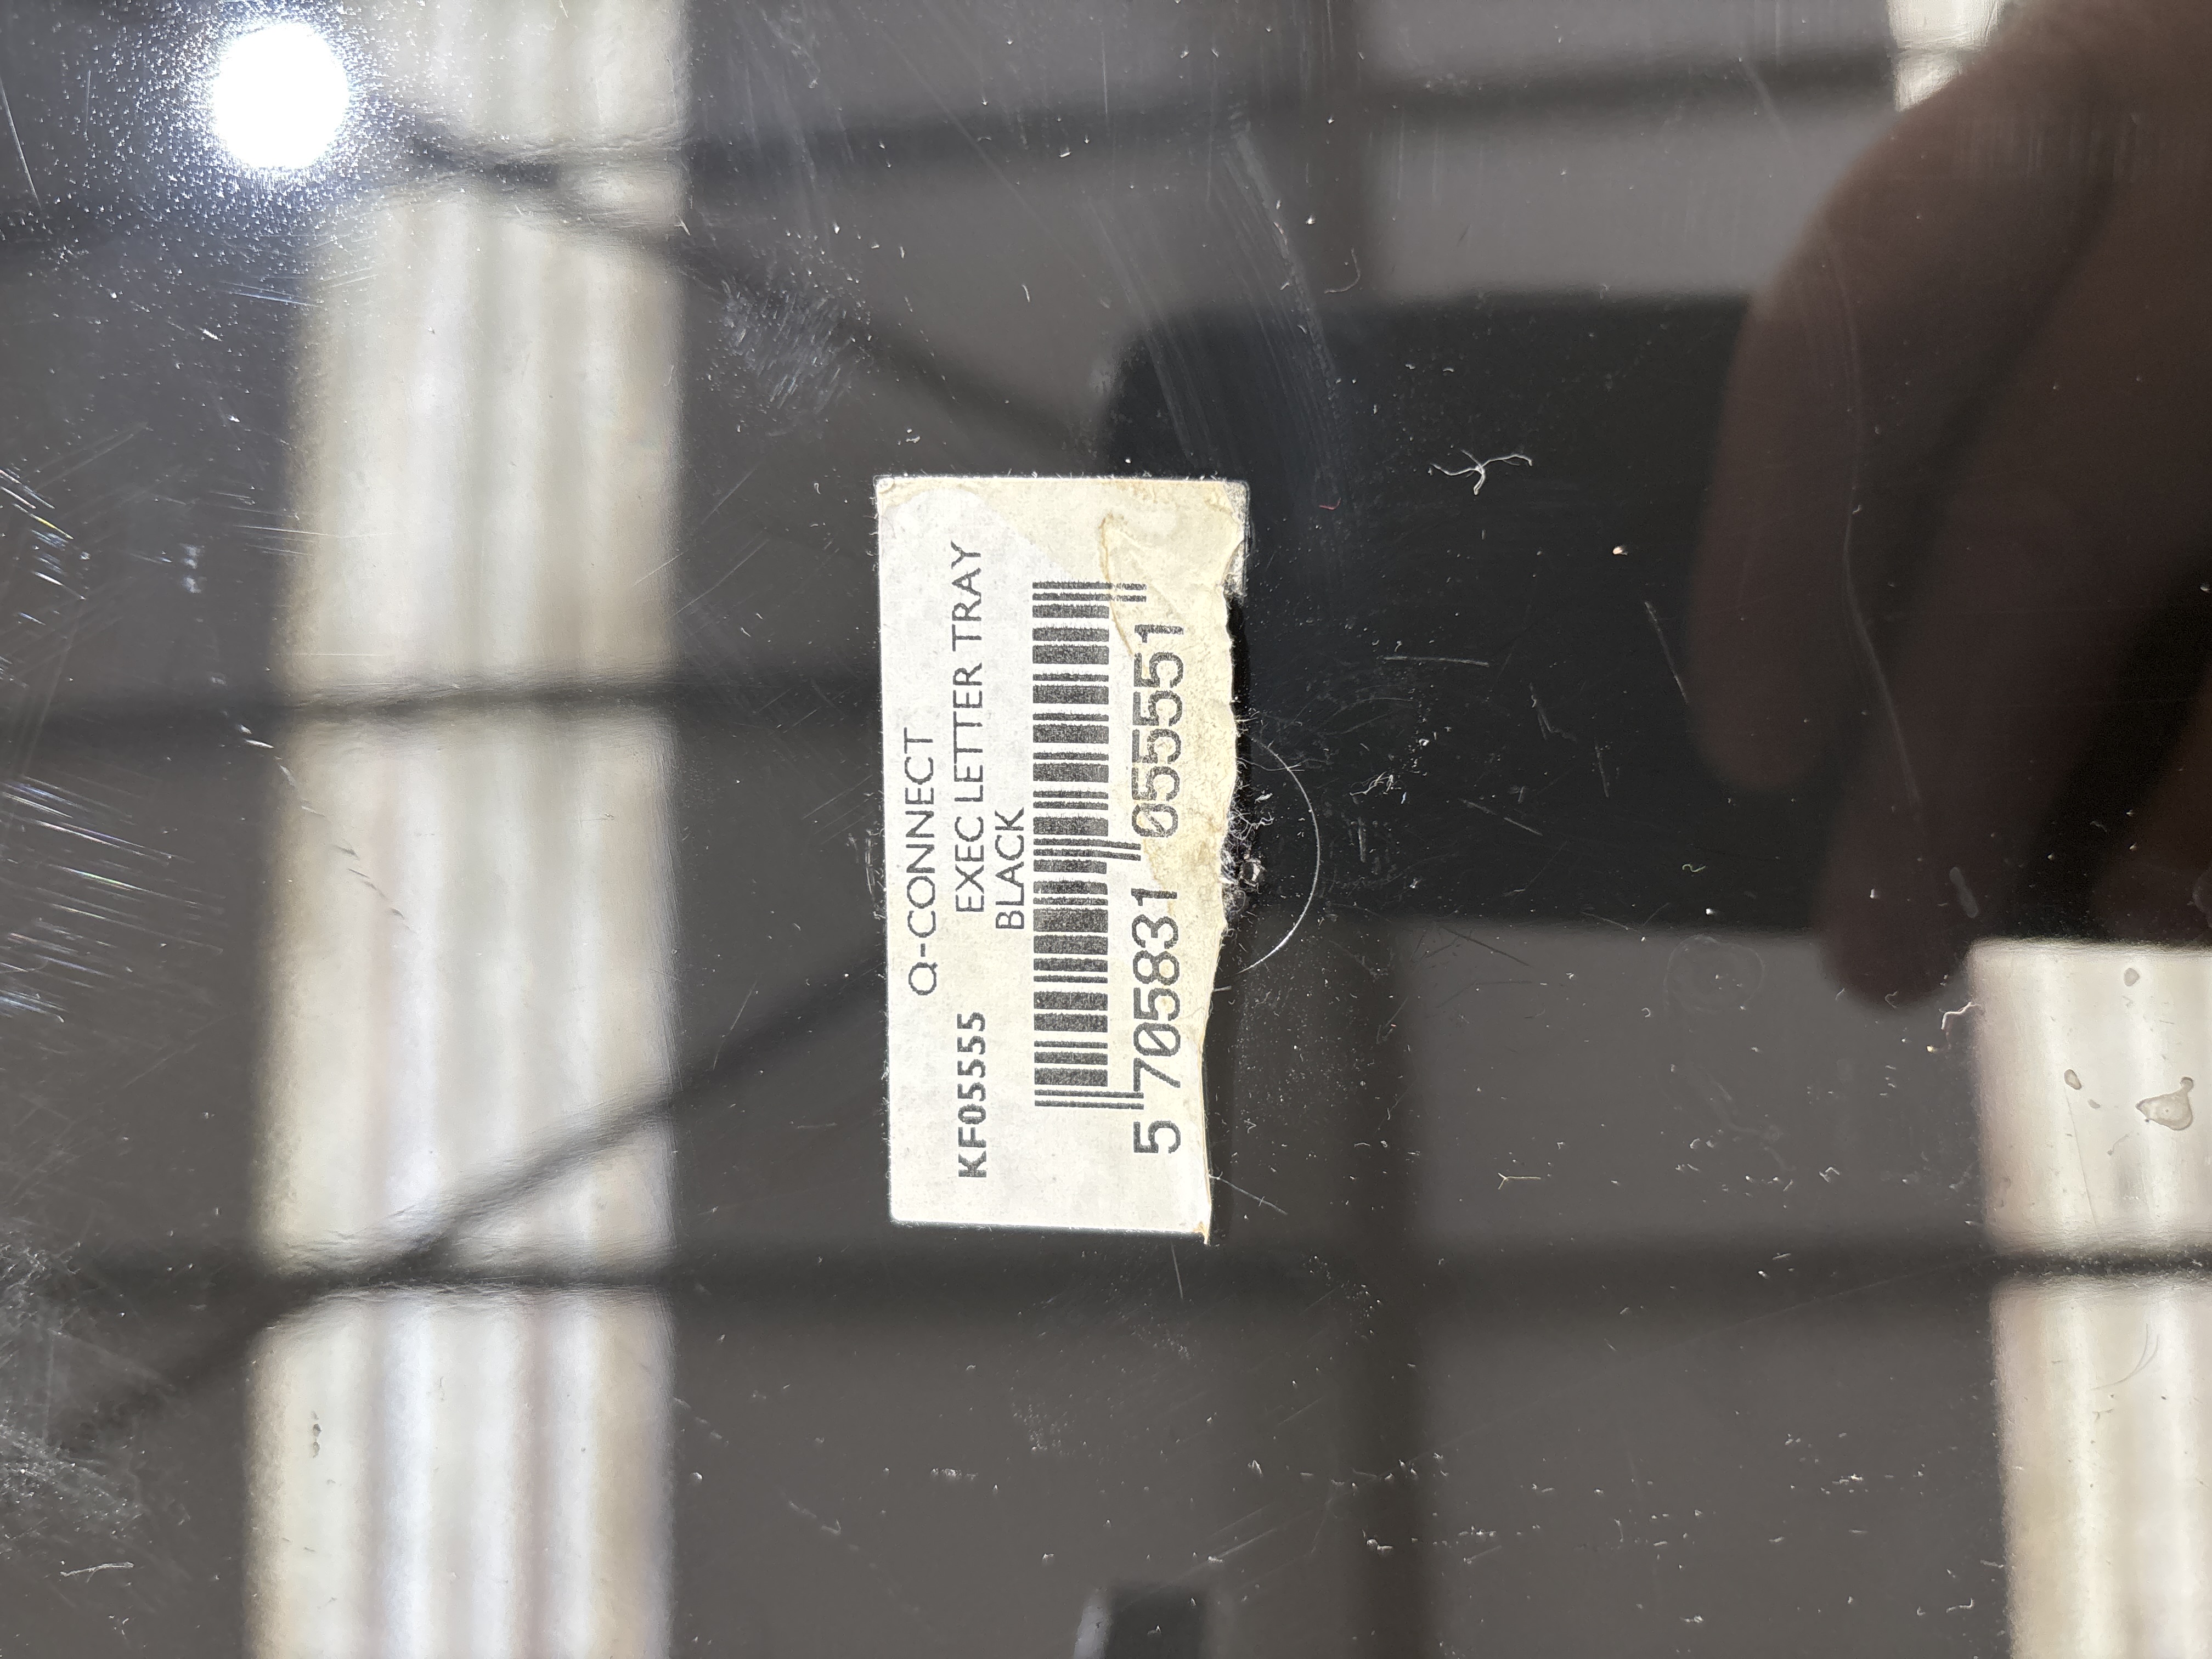 Q-CONNECT
KF05555 EXEC LETTER TRAY
BLACK
5 705831 055551